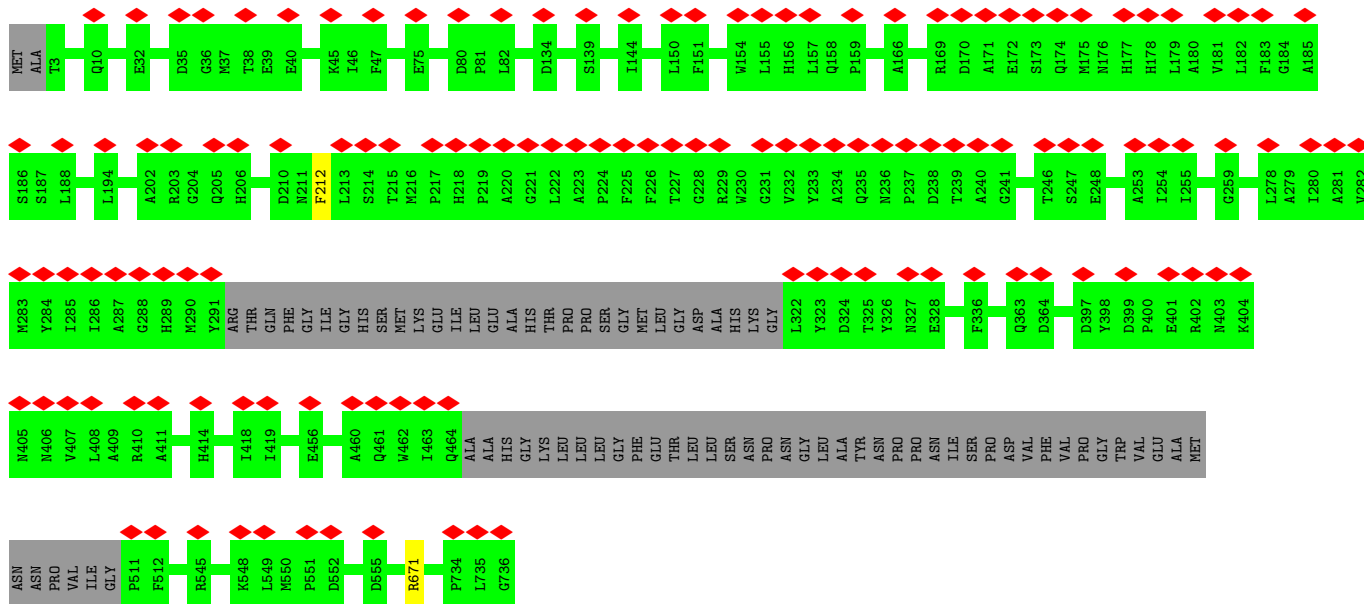 MET ALA T3 Q10 E32 D35 G36 M37 T38 E39 E40 K45 I46 F47 E75 D80 P81 L82 D134 S139 I144 L150 F151 W154 L155 H156 L157 Q158 P159 A166 R169 D170 A171 E172 S173 Q174 M175 N176 H177 H178 L179 A180 V181 L182 F183 G184 A185
S186 S187 L188 L194 A202 R203 G204 Q205 H206 D210 N211 F212 L213 S214 T215 M216 P217 H218 P219 A220 G221 L222 A223 P224 F225 F226 T227 G228 R229 W230 G231 V232 Y233 A234 Q235 N236 P237 D238 T239 A240 G241 T246 S247 E248 A253 I254 I255 G259 L278 A279 I280 A281 V282
M283 Y284 I285 I286 A287 G288 H289 M290 Y291 ARG THR GLN PHE GLY ILE GLY HIS SER MET LYS GLU ILE LEU GLU ALA HIS THR PRO PRO SER GLY MET LEU GLY ASP ALA HIS LYS GLY L322 Y323 D324 T325 Y326 N327 E328 F336 Q363 D364 D397 Y398 D399 P400 E401 R402 N403 K404
N405 N406 V407 L408 A409 R410 A411 H414 I418 I419 E456 A460 Q461 W462 I463 Q464 ALA ALA HIS GLY LYS LEU LEU LEU GLY PHE GLU THR LEU LEU SER ASN PRO ASN GLY LEU ALA TYR ASN PRO PRO ASN ILE SER PRO ASP VAL PHE VAL PRO GLY TRP VAL GLU ALA MET
ASN ASN PRO VAL ILE GLY P511 F512 R545 K548 L549 M550 P551 D552 D555 R671 P734 L735 G736